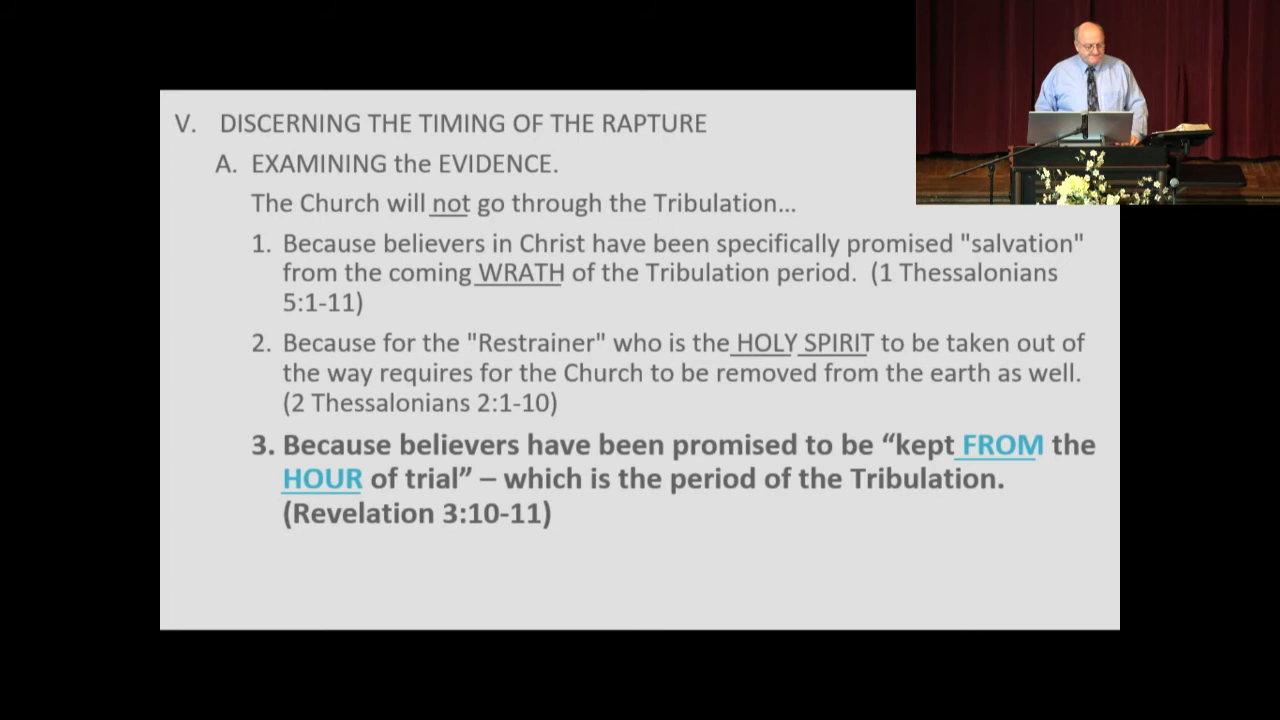 V. DISCERNING THE TIMING OF THE RAPTURE
A. EXAMINING the EVIDENCE.
The Church will not go through the Tribulation...
1. Because believers in Christ have been specifically promised "salvation"
from the coming WRATH of the Tribulation period. (1 Thessalonians
5:1-11)
2. Because for the "Restrainer" who is the HOLY SPIRIT to be taken out of
the way requires for the Church to be removed from the earth as well.
(2 Thessalonians 2:1-10)
3. Because believers have been promised to be “kept FROM the
HOUR of trial” – which is the period of the Tribulation.
(Revelation 3:10-11)